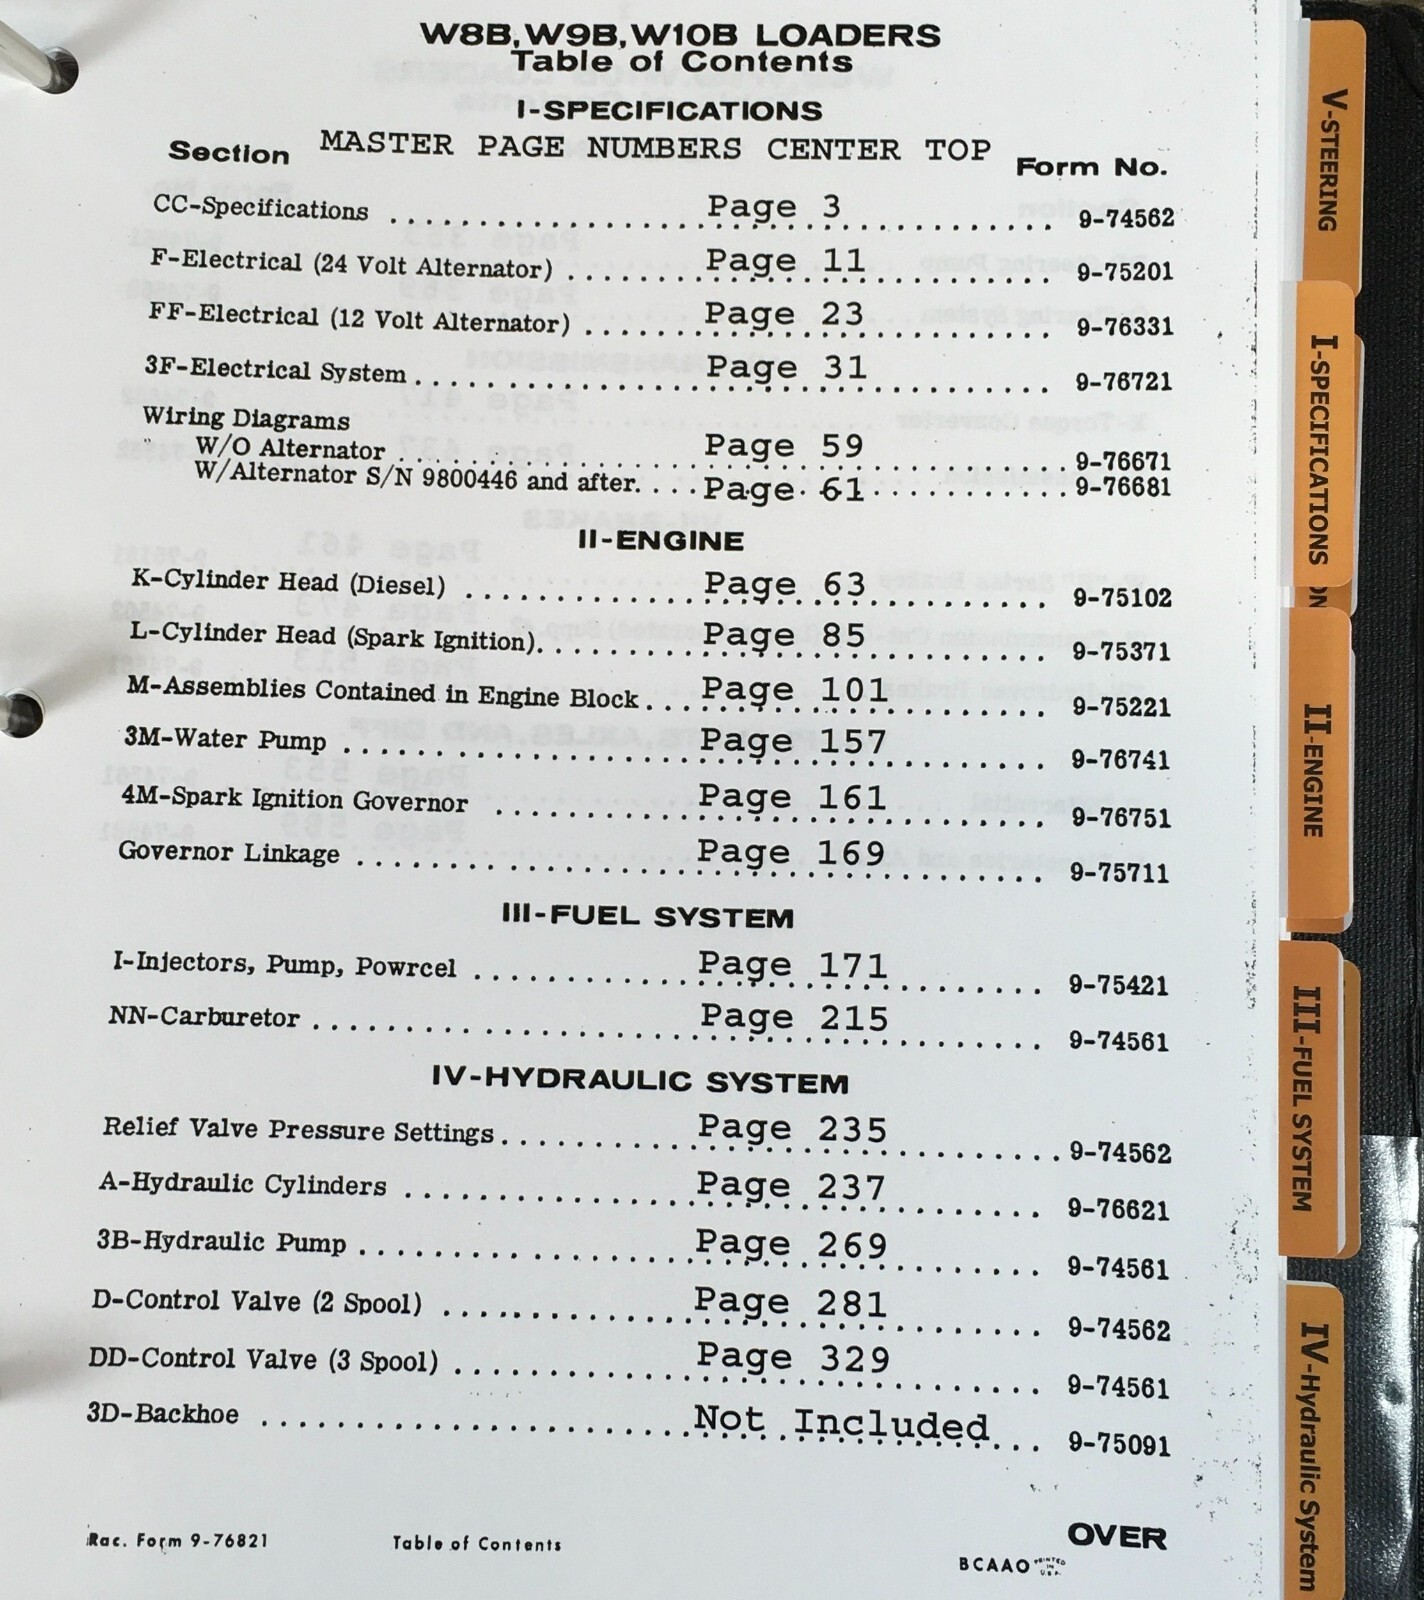 W8B, W9B, W10B LOADERS
Table of Contents
I-SPECIFICATIONS
Section MASTER PAGE NUMBERS CENTER TOP Form No.
CC-Specifications Page 3 9-74562
F-Electrical (24 Volt Alternator) Page 11 9-75201
FF-Electrical (12 Volt Alternator) Page 23 9-76331
3F-Electrical System Page 31 9-76721
Wiring Diagrams
W/O Alternator Page 59 9-76671
W/Alternator S/N 9800446 and after Page 61 9-76681
II-ENGINE
K-Cylinder Head (Diesel) Page 63 9-75102
L-Cylinder Head (Spark Ignition) Page 85 9-75371
M-Assemblies Contained in Engine Block Page 101 9-75221
3M-Water Pump Page 157 9-76741
4M-Spark Ignition Governor Page 161 9-76751
Governor Linkage Page 169 9-75711
III-FUEL SYSTEM
I-Injectors, Pump, Powrcel Page 171 9-75421
NN-Carburetor Page 215 9-74561
IV-HYDRAULIC SYSTEM
Relief Valve Pressure Settings Page 235 9-74562
A-Hydraulic Cylinders Page 237 9-76621
3B-Hydraulic Pump Page 269 9-74561
D-Control Valve (2 Spool) Page 281 9-74562
DD-Control Valve (3 Spool) Page 329 9-74561
3D-Backhoe Not Included 9-75091
OVER
Rac. Form 9-76821 Table of Contents
BCAAO PRINTED IN U.S.A.
V-STEERING
I-SPECIFICATIONS
II-ENGINE
III-FUEL SYSTEM
IV-Hydraulic System